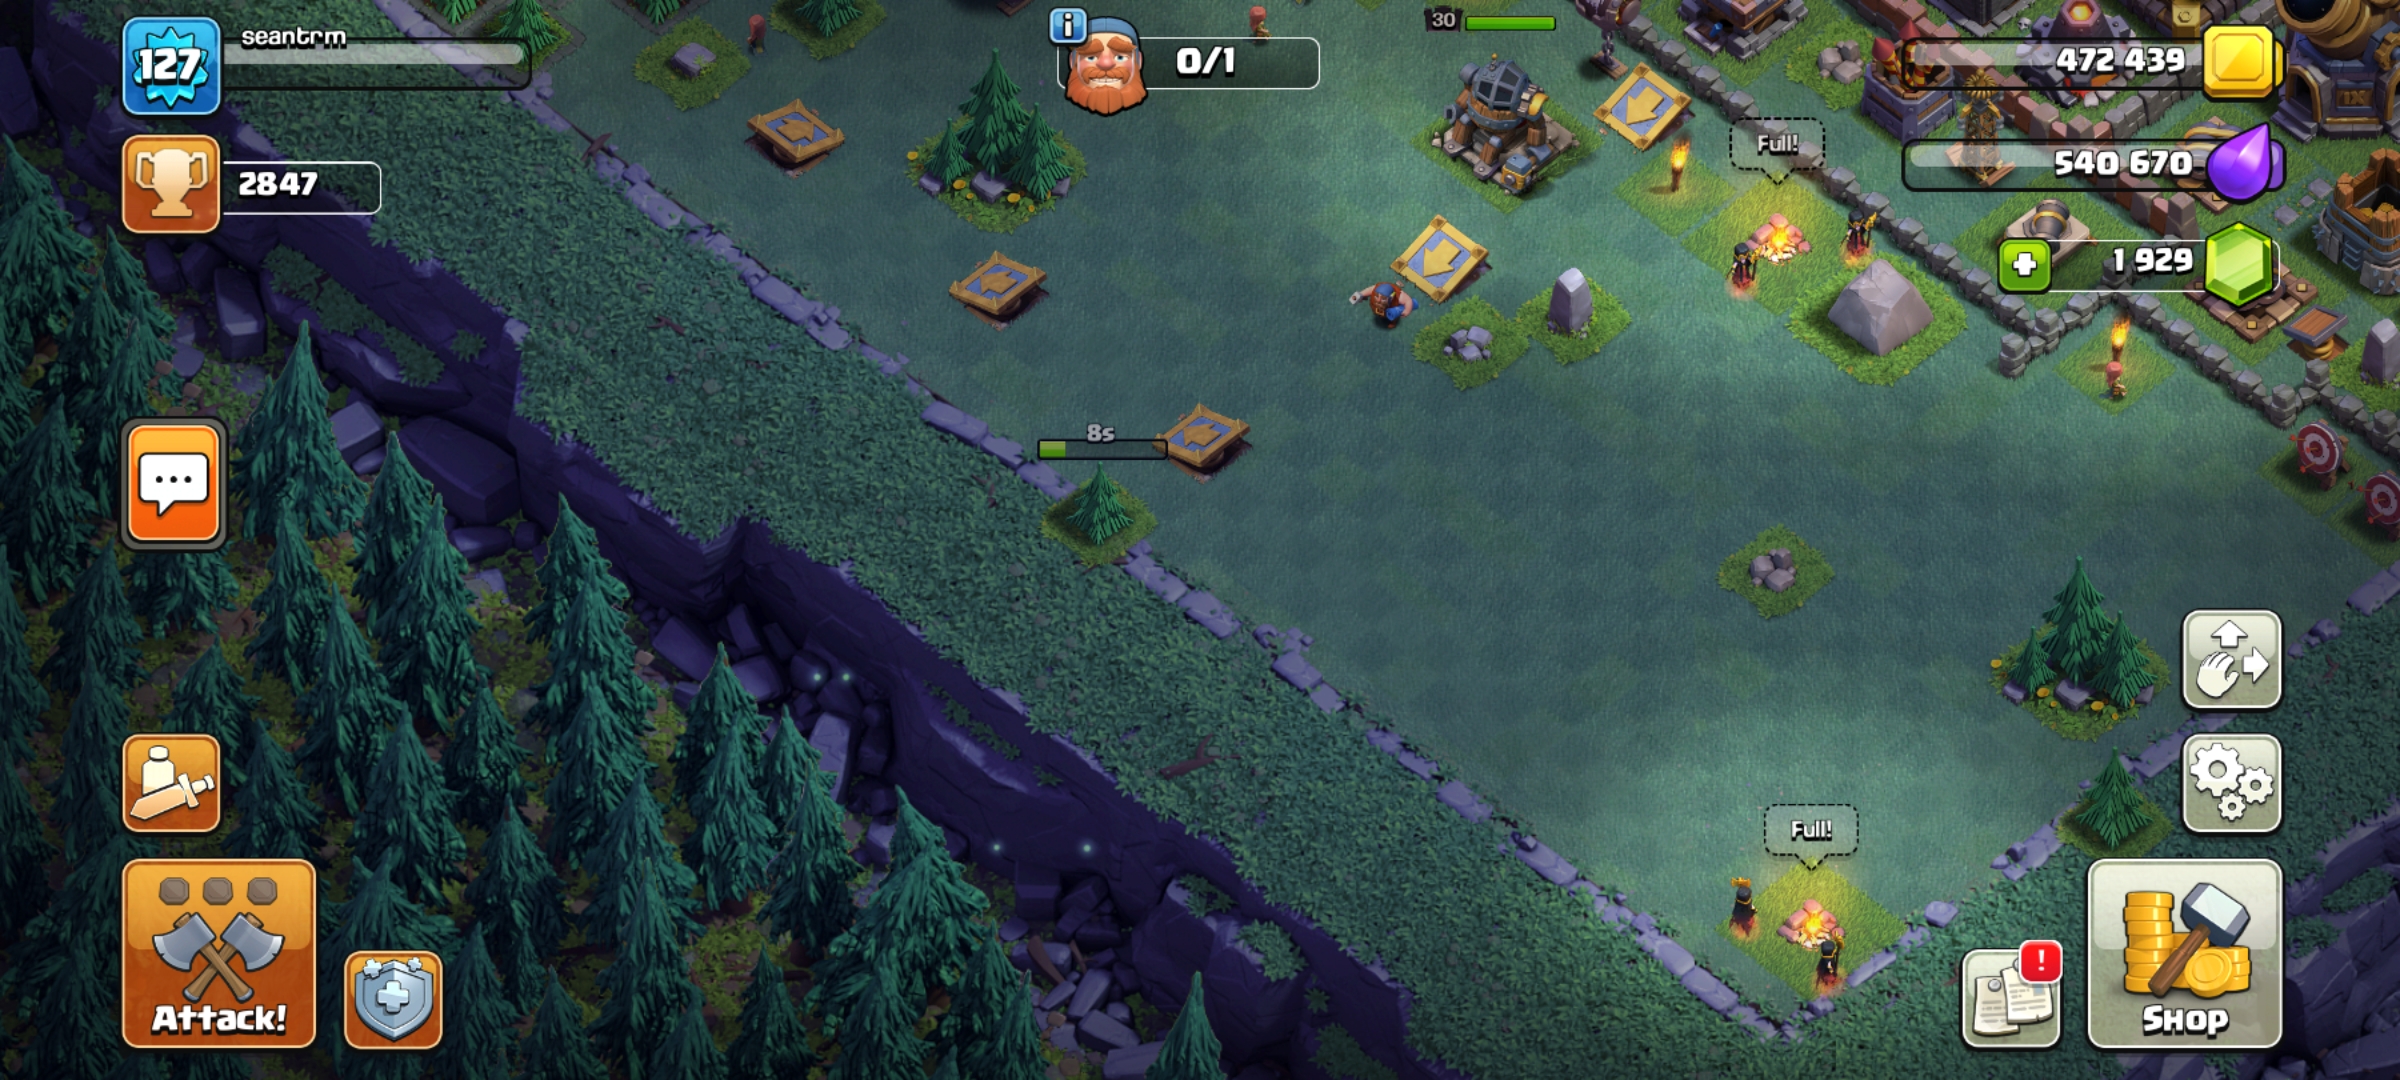 127
seantrm
i
0/1
30
472 439
2847
Full!
540 670
+
1 929
8s
Full!
!
Attack!
Shop